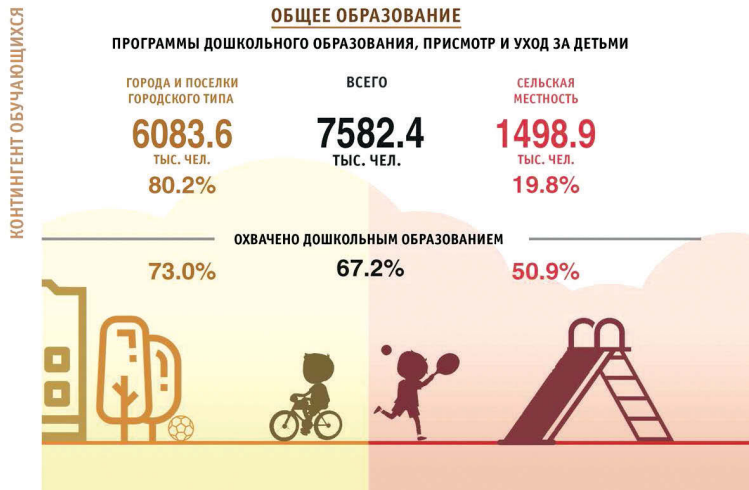 КОНТИНГЕНТ ОБУЧАЮЩИХСЯ
ОБЩЕЕ ОБРАЗОВАНИЕ
ПРОГРАММЫ ДОШКОЛЬНОГО ОБРАЗОВАНИЯ, ПРИСМОТР И УХОД ЗА ДЕТЬМИ
ГОРОДА И ПОСЕЛКИ
ГОРОДСКОГО ТИПА
6083.6
ТЫС. ЧЕЛ.
80.2%
ВСЕГО
7582.4
ТЫС. ЧЕЛ.
СЕЛЬСКАЯ
МЕСТНОСТЬ
1498.9
ТЫС. ЧЕЛ.
19.8%
ОХВАЧЕНО ДОШКОЛЬНЫМ ОБРАЗОВАНИЕМ
73.0%
67.2%
50.9%